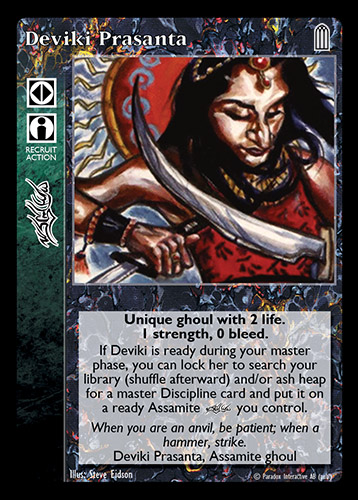 Deviki Prasanta
RECRUIT
ACTION
Unique ghoul with 2 life.
1 strength, 0 bleed.
If Deviki is ready during your master
phase, you can lock her to search your
library (shuffle afterward) and/or ash heap
for a master Discipline card and put it on
a ready Assamite you control.
When you are an anvil, be patient; when a
hammer, strike.
Deviki Prasanta, Assamite ghoul
Illus: Steve Eidson
© Paradox Interactive AB (publ)